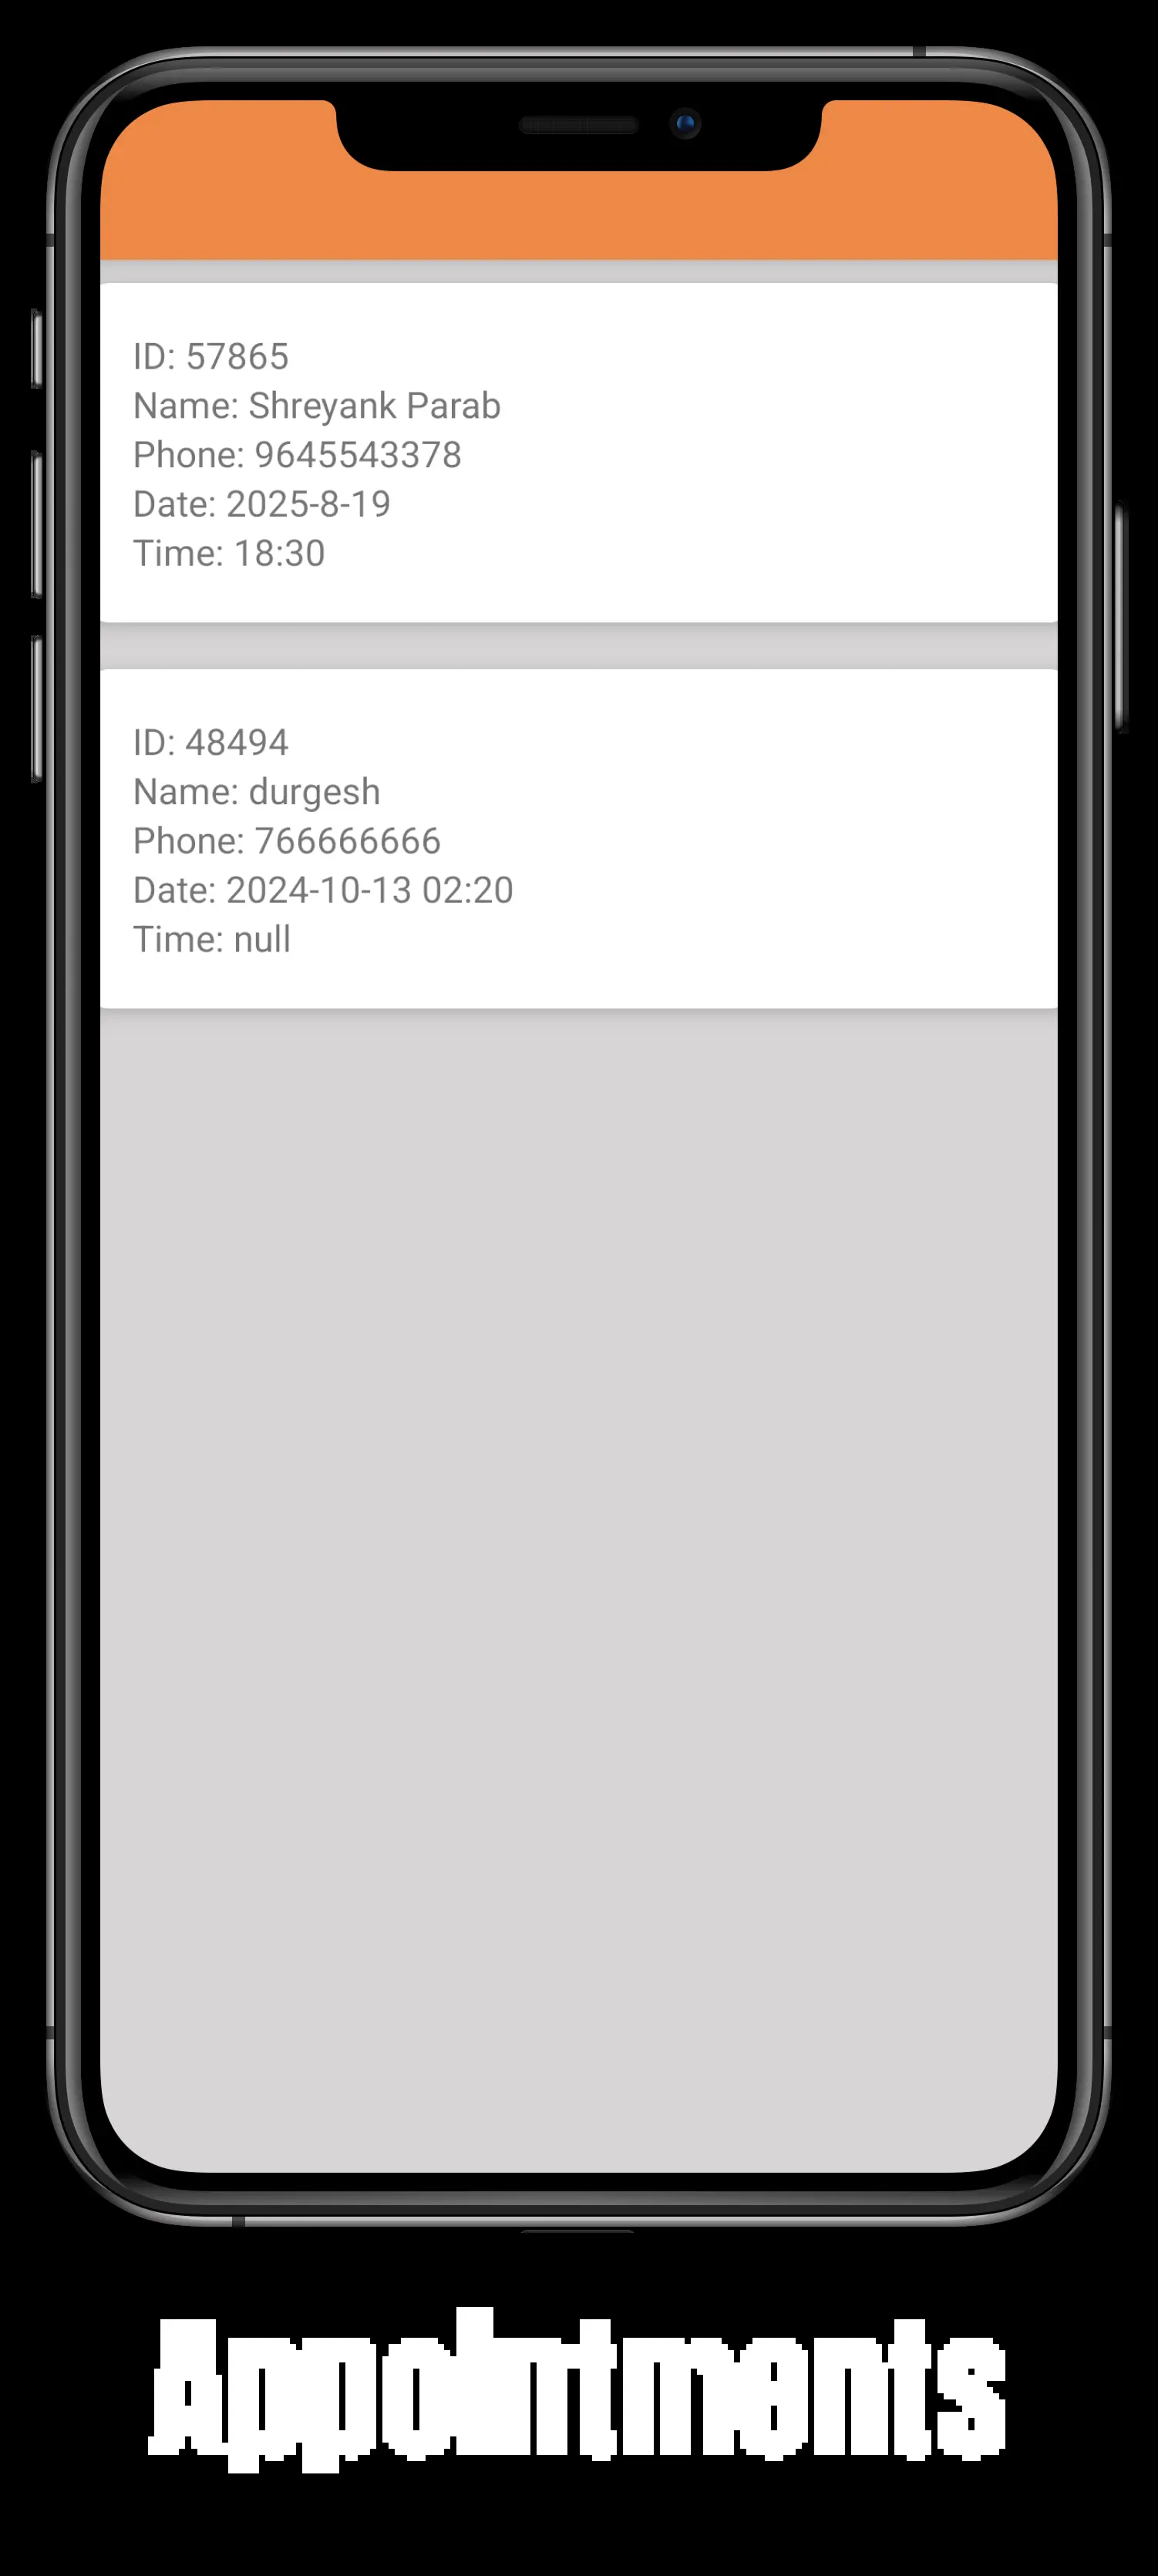 ID: 57865
Name: Shreyank Parab
Phone: 9645543378
Date: 2025-8-19
Time: 18:30
ID: 48494
Name: durgesh
Phone: 766666666
Date: 2024-10-13 02:20
Time: null
Appointments